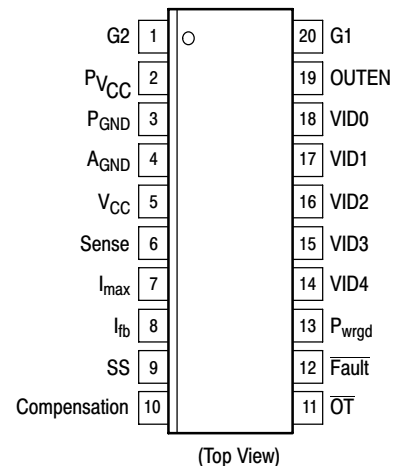 G2 1 20 G1
PVCC 2 19 OUTEN
PGND 3 18 VID0
AGND 4 17 VID1
VCC 5 16 VID2
Sense 6 15 VID3
Imax 7 14 VID4
Ifb 8 13 Pwrgd
SS 9 12 Fault
Compensation 10 11 OT
(Top View)